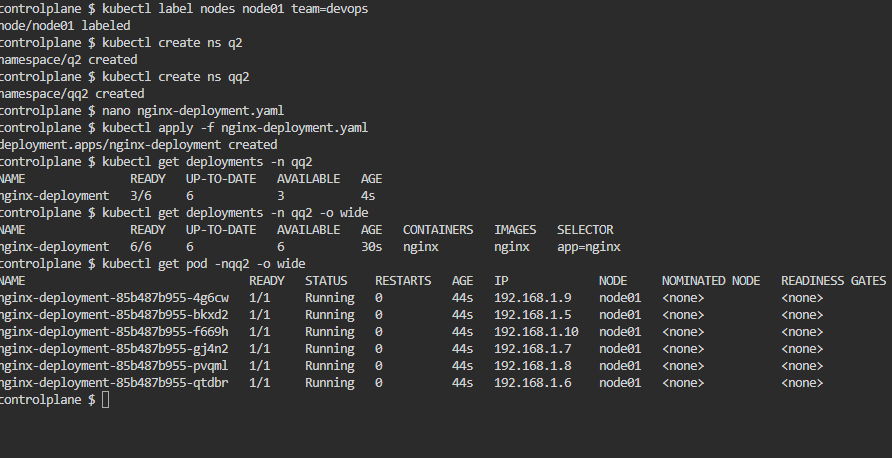 controlplane $ kubectl label nodes node01 team=devops
node/node01 labeled
controlplane $ kubectl create ns q2
namespace/q2 created
controlplane $ kubectl create ns qq2
namespace/qq2 created
controlplane $ nano nginx-deployment.yaml
controlplane $ kubectl apply -f nginx-deployment.yaml
deployment.apps/nginx-deployment created
controlplane $ kubectl get deployments -n qq2
NAME READY UP-TO-DATE AVAILABLE AGE
nginx-deployment 3/6 6 3 4s
controlplane $ kubectl get deployments -n qq2 -o wide
NAME READY UP-TO-DATE AVAILABLE AGE CONTAINERS IMAGES SELECTOR
nginx-deployment 6/6 6 6 30s nginx nginx app=nginx
controlplane $ kubectl get pod -nqq2 -o wide
NAME READY STATUS RESTARTS AGE IP NODE NOMINATED NODE READINESS GATES
nginx-deployment-85b487b955-4g6cw 1/1 Running 0 44s 192.168.1.9 node01 <none> <none>
nginx-deployment-85b487b955-bkxd2 1/1 Running 0 44s 192.168.1.5 node01 <none> <none>
nginx-deployment-85b487b955-f669h 1/1 Running 0 44s 192.168.1.10 node01 <none> <none>
nginx-deployment-85b487b955-gj4n2 1/1 Running 0 44s 192.168.1.7 node01 <none> <none>
nginx-deployment-85b487b955-pvqml 1/1 Running 0 44s 192.168.1.8 node01 <none> <none>
nginx-deployment-85b487b955-qtdbr 1/1 Running 0 44s 192.168.1.6 node01 <none> <none>
controlplane $